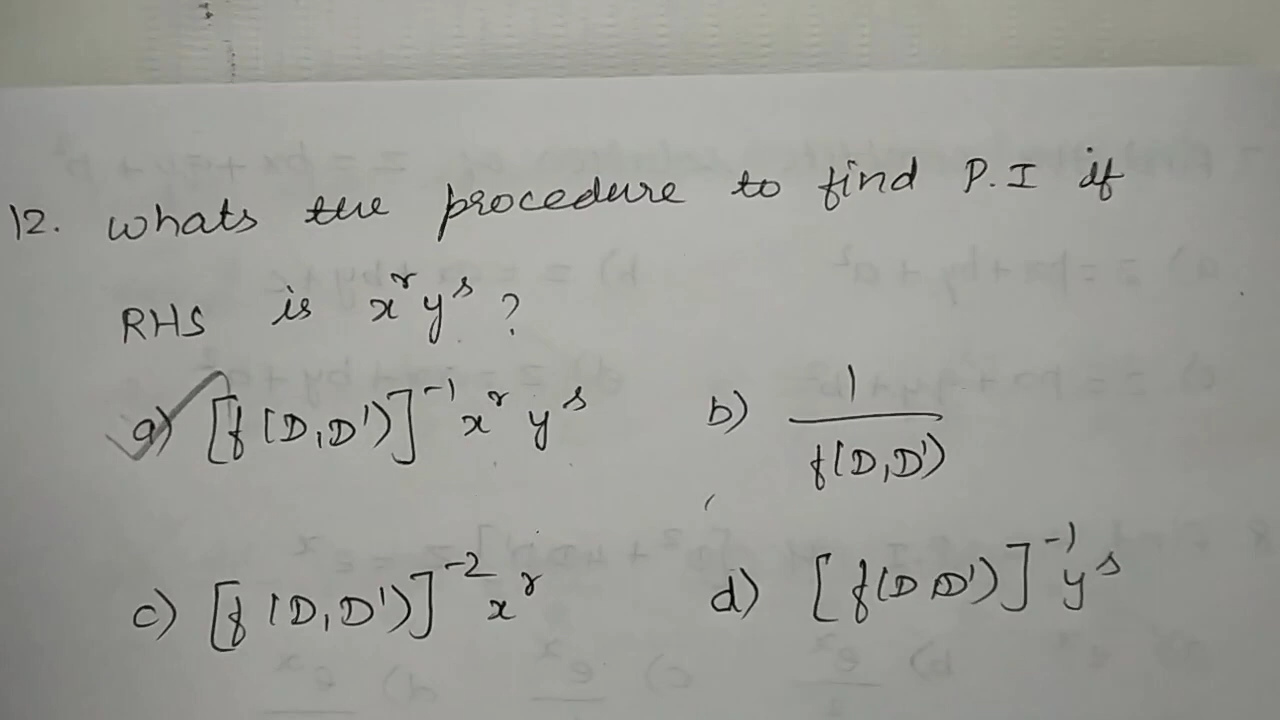 12. whats the procedure to find P.I if
RHS is x^r y^s ?
a) [f(D,D')]^-1 x^r y^s b) 1/f(D,D')
c) [f(D,D')]^-2 x^r d) [f(D D')]^-1 y^s